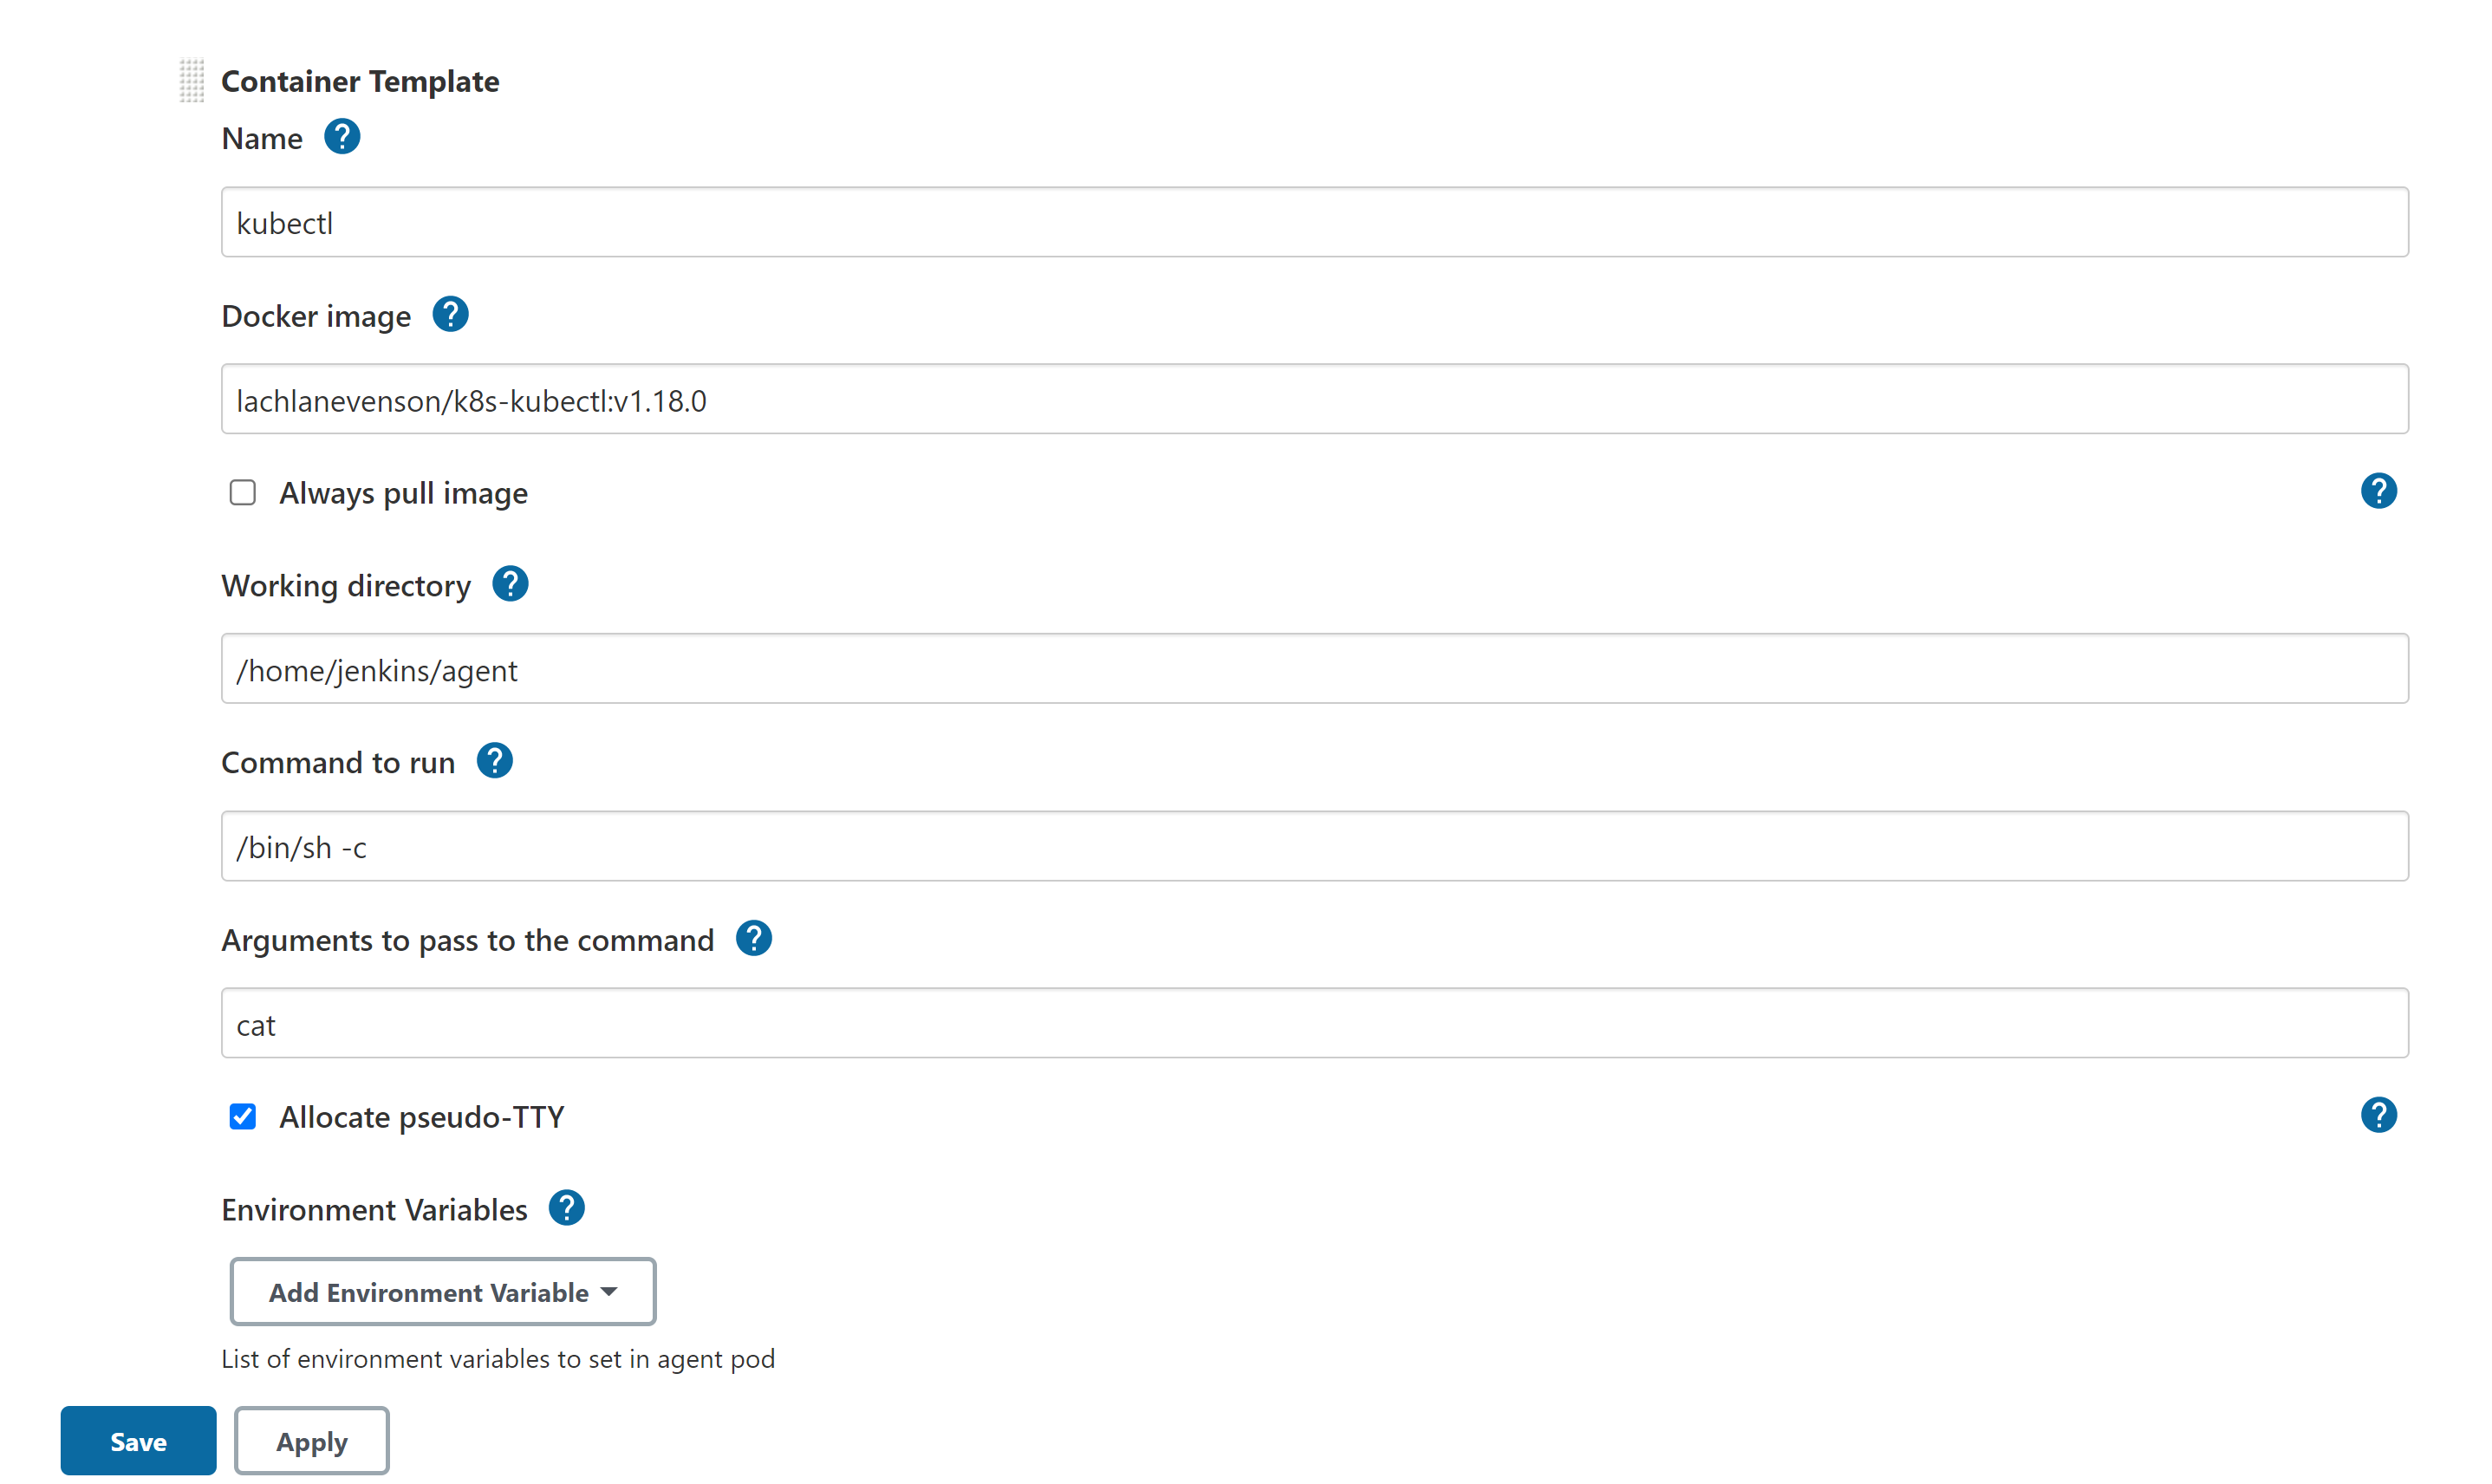 Container Template
Name ?
kubectl
Docker image ?
lachlanevenson/k8s-kubectl:v1.18.0
Always pull image ?
Working directory ?
/home/jenkins/agent
Command to run ?
/bin/sh -c
Arguments to pass to the command ?
cat
Allocate pseudo-TTY ?
Environment Variables ?
Add Environment Variable
List of environment variables to set in agent pod
Save Apply